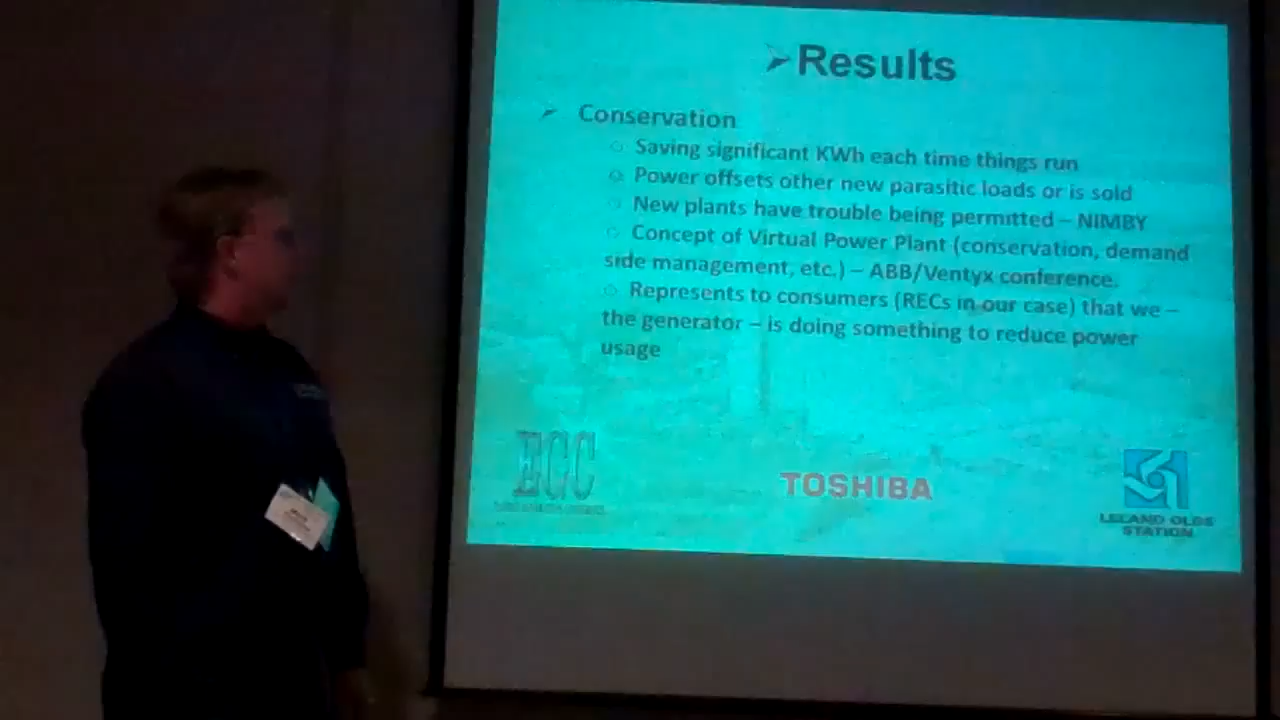 Results
Conservation
Saving significant KWh each time things run
Power offsets other new parasitic loads or is sold
New plants have trouble being permitted – NIMBY
Concept of Virtual Power Plant (conservation, demand
side management, etc.) – ABB/Ventyx conference.
Represents to consumers (RECs in our case) that we –
the generator – is doing something to reduce power
usage
ECC
TOSHIBA
LELAND OLDS
STATION